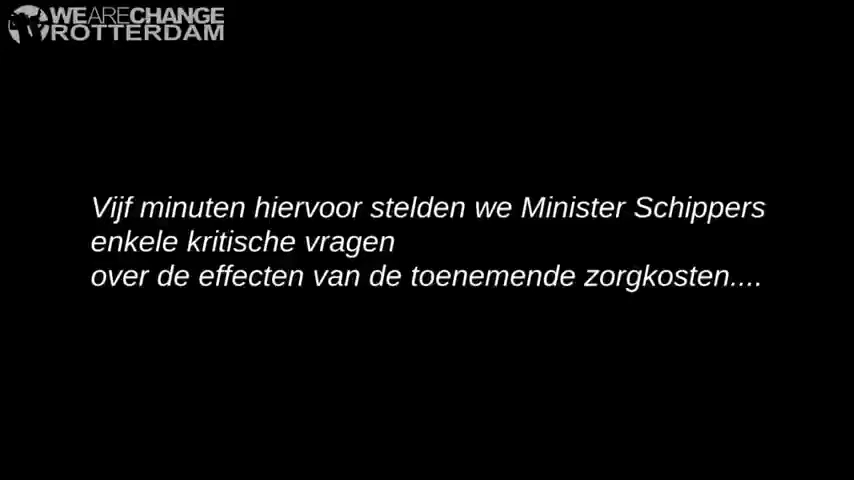 WEARECHANGE
ROTTERDAM
Vijf minuten hiervoor stelden we Minister Schippers
enkele kritische vragen
over de effecten van de toenemende zorgkosten....